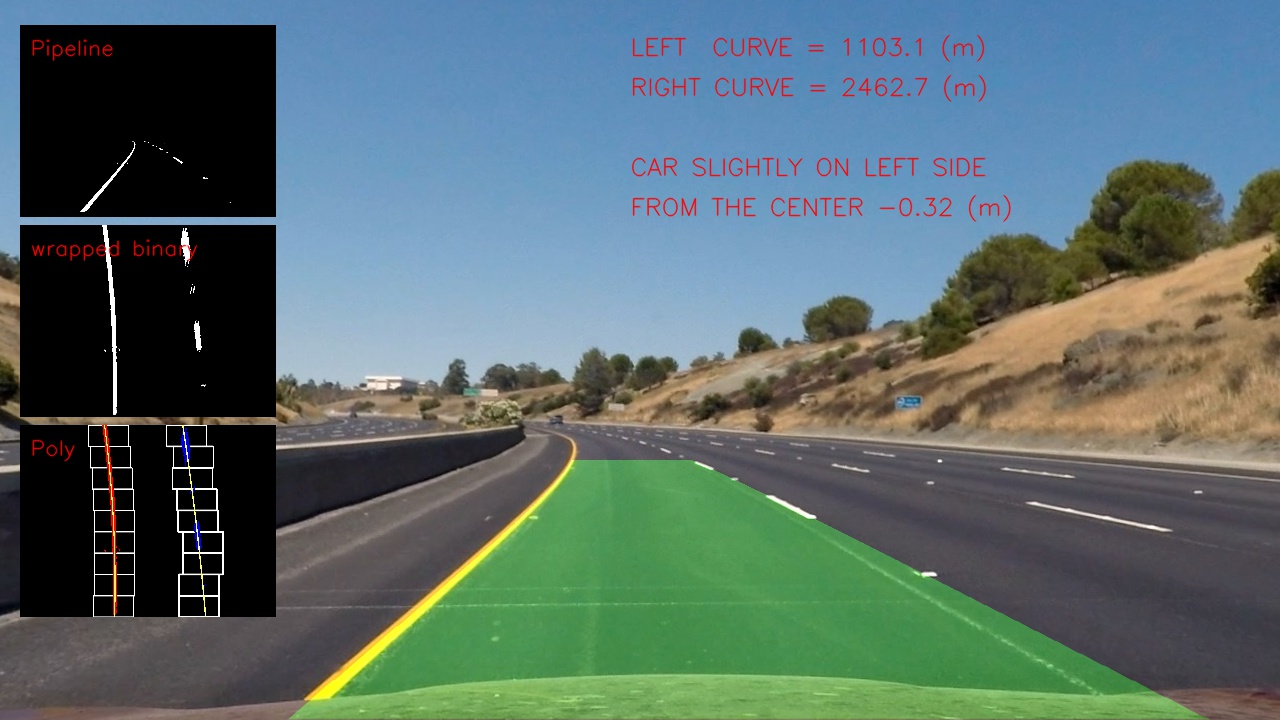 Pipeline
wrapped binary
Poly
LEFT CURVE = 1103.1 (m)
RIGHT CURVE = 2462.7 (m)
CAR SLIGHTLY ON LEFT SIDE
FROM THE CENTER -0.32 (m)